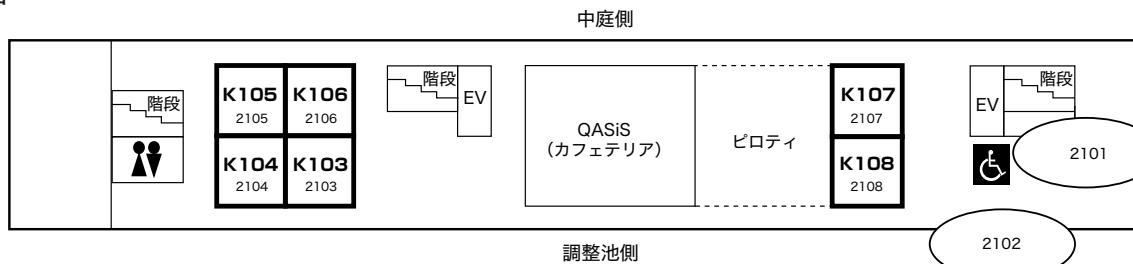 中庭側
階段
K105
2105
K106
2106
K104
2104
K103
2103
階段
EV
QASiS
(カフェテリア)
ピロティ
K107
2107
K108
2108
EV
階段
2101
2102
調整池側